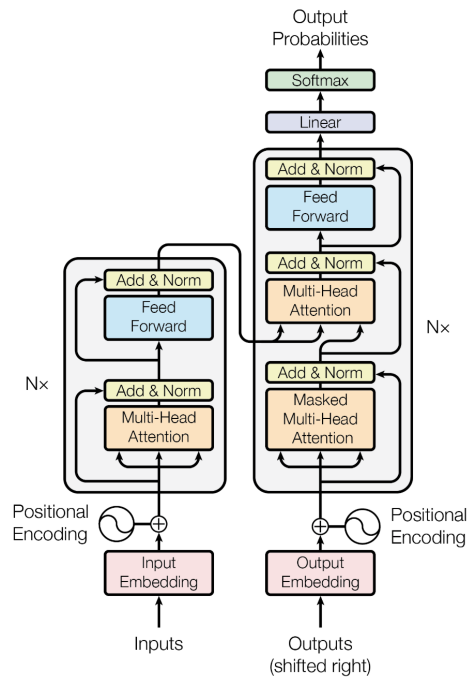 Output
Probabilities
Softmax
Linear
Add & Norm
Feed
Forward
Add & Norm
Multi-Head
Attention
Nx
Add & Norm
Masked
Multi-Head
Attention
Positional
Encoding
Output
Embedding
Outputs
(shifted right)
Add & Norm
Feed
Forward
Nx
Add & Norm
Multi-Head
Attention
Positional
Encoding
Input
Embedding
Inputs